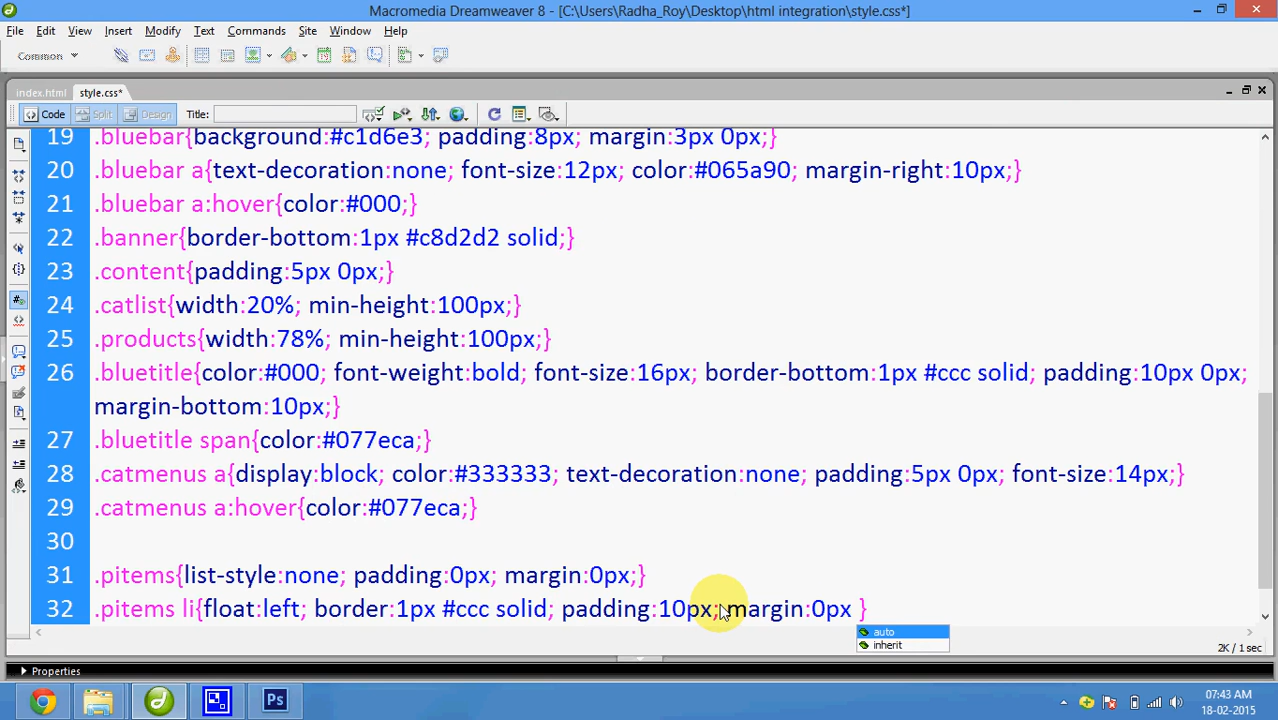 Macromedia Dreamweaver 8 - [C:\Users\Radha_Roy\Desktop\html integration\style.css*]
File Edit View Insert Modify Text Commands Site Window Help
Common
index.html style.css*
Code Split Design Title:
19 .bluebar{background:#c1d6e3; padding:8px; margin:3px 0px;}
20 .bluebar a{text-decoration:none; font-size:12px; color:#065a90; margin-right:10px;}
21 .bluebar a:hover{color:#000;}
22 .banner{border-bottom:1px #c8d2d2 solid;}
23 .content{padding:5px 0px;}
24 .catlist{width:20%; min-height:100px;}
25 .products{width:78%; min-height:100px;}
26 .bluetitle{color:#000; font-weight:bold; font-size:16px; border-bottom:1px #ccc solid; padding:10px 0px;
margin-bottom:10px;}
27 .bluetitle span{color:#077eca;}
28 .catmenus a{display:block; color:#333333; text-decoration:none; padding:5px 0px; font-size:14px;}
29 .catmenus a:hover{color:#077eca;}
30
31 .pitems{list-style:none; padding:0px; margin:0px;}
32 .pitems li{float:left; border:1px #ccc solid; padding:10px; margin:0px }
auto
inherit
2K / 1 sec
Properties
Ps
07:43 AM
18-02-2015